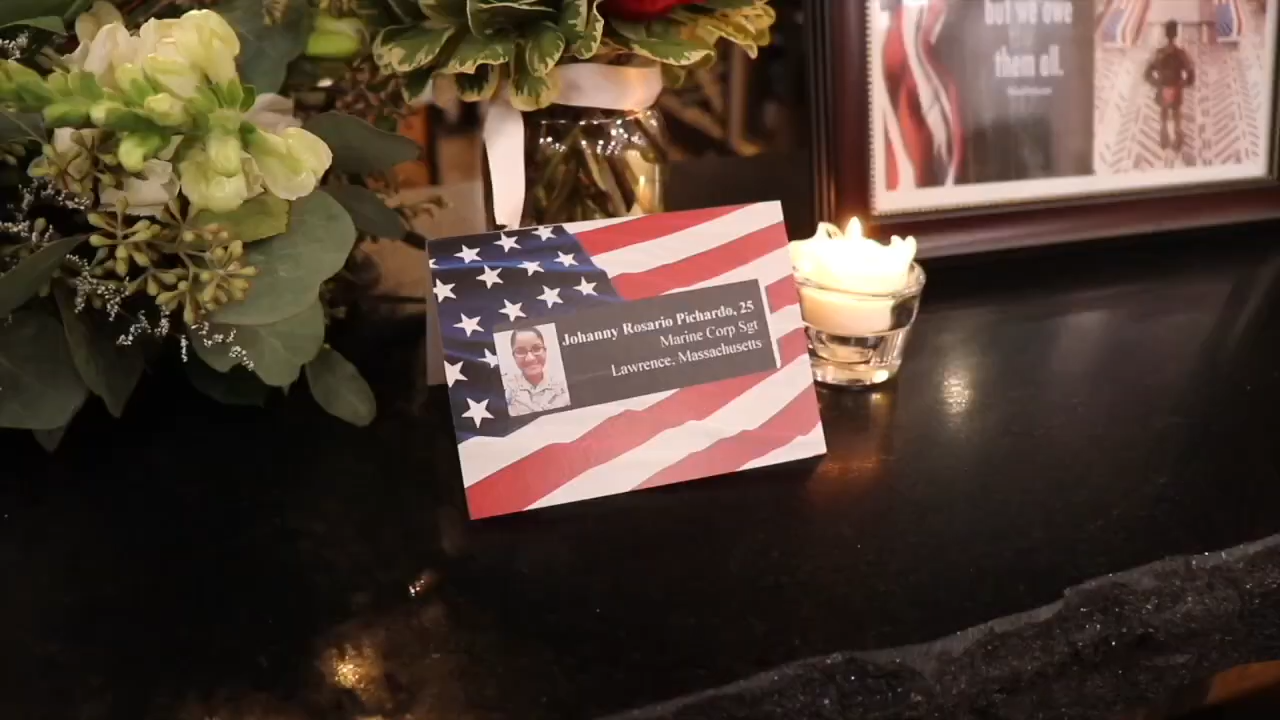 but we owe
them all.
Johanny Rosario Pichardo, 25
Marine Corp Sgt
Lawrence, Massachusetts